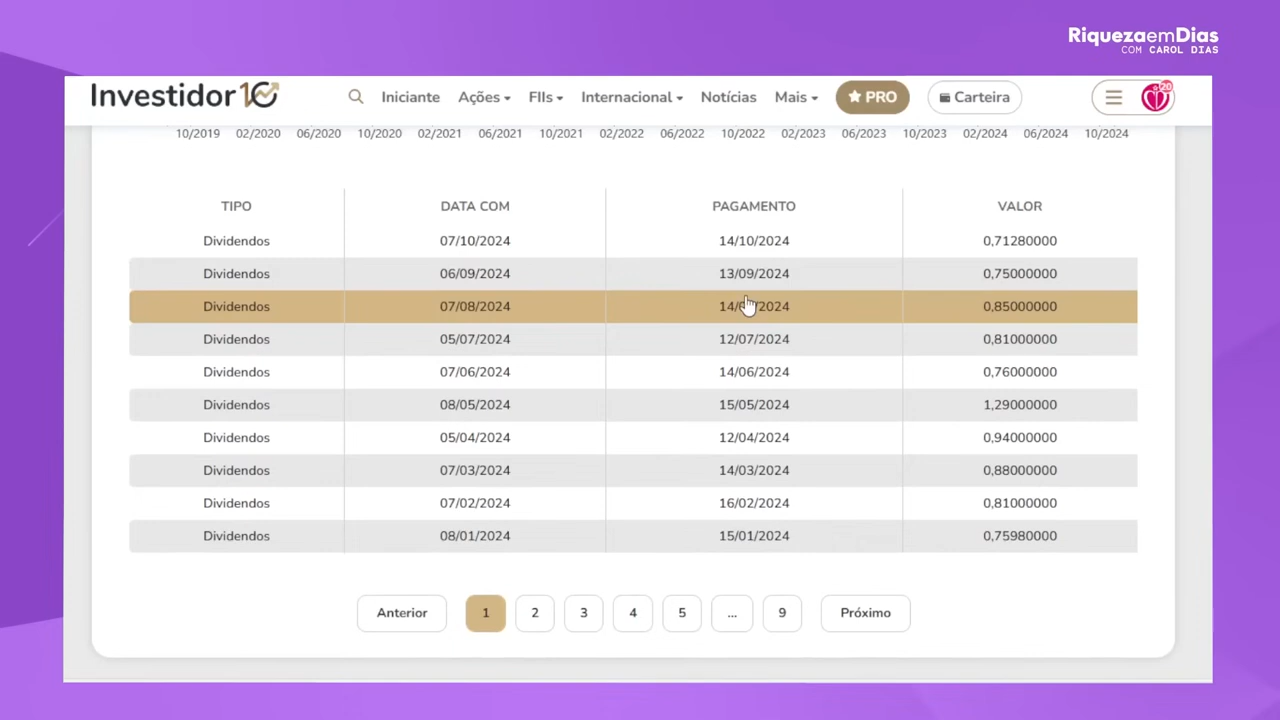 RiquezaemDias
COM CAROL DIAS
Investidor 10
Iniciante Ações FIIs Internacional Notícias Mais PRO Carteira +20
10/2019 02/2020 06/2020 10/2020 02/2021 06/2021 10/2021 02/2022 06/2022 10/2022 02/2023 06/2023 10/2023 02/2024 06/2024 10/2024
TIPO DATA COM PAGAMENTO VALOR
Dividendos 07/10/2024 14/10/2024 0,71280000
Dividendos 06/09/2024 13/09/2024 0,75000000
Dividendos 07/08/2024 0,85000000
Dividendos 05/07/2024 12/07/2024 0,81000000
Dividendos 07/06/2024 14/06/2024 0,76000000
Dividendos 08/05/2024 15/05/2024 1,29000000
Dividendos 05/04/2024 12/04/2024 0,94000000
Dividendos 07/03/2024 14/03/2024 0,88000000
Dividendos 07/02/2024 16/02/2024 0,81000000
Dividendos 08/01/2024 15/01/2024 0,75980000
Anterior 1 2 3 4 5 ... 9 Próximo